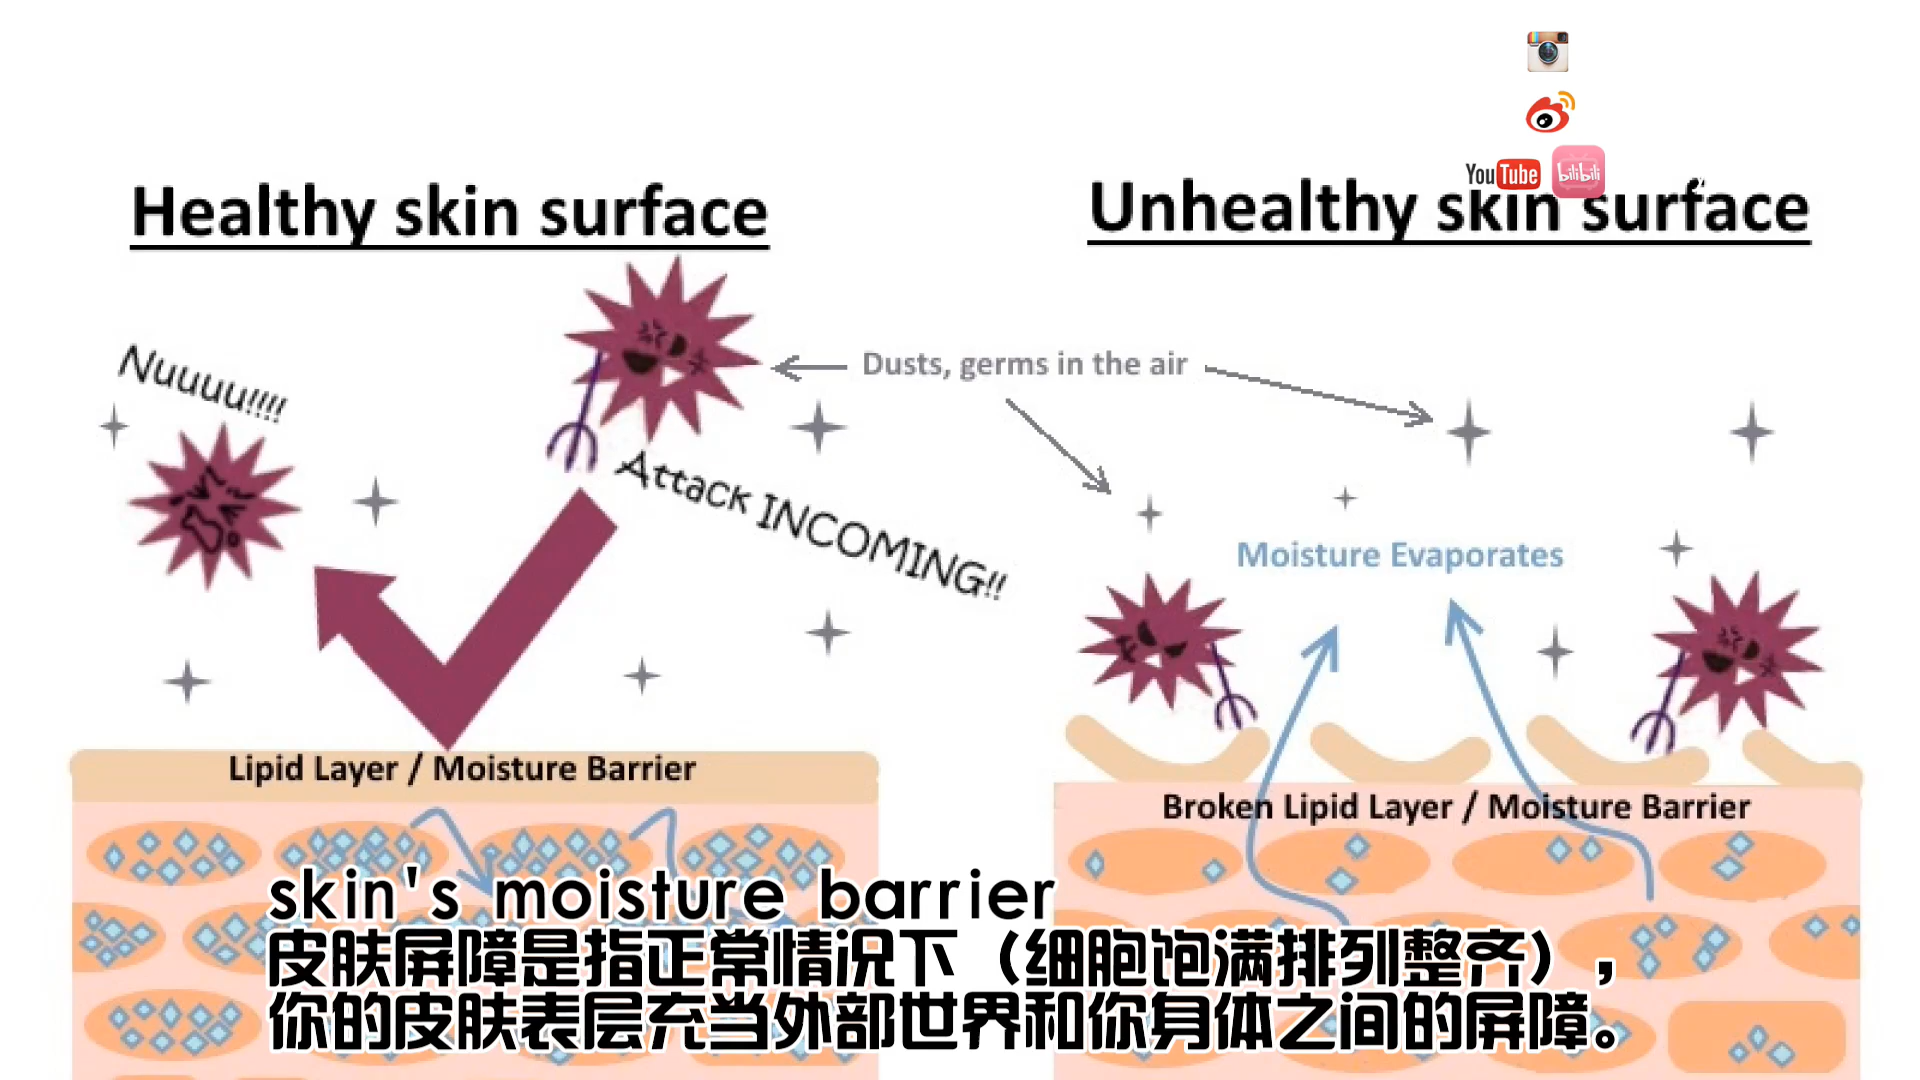 YouTube
bilibili
Healthy skin surface
Unhealthy skin surface
Nuuuu!!!!
Dusts, germs in the air
Attack INCOMING!!
Moisture Evaporates
Lipid Layer / Moisture Barrier
Broken Lipid Layer / Moisture Barrier
skin's moisture barrier
皮肤屏障是指正常情况下（细胞饱满排列整齐），
你的皮肤表层充当外部世界和你身体之间的屏障。